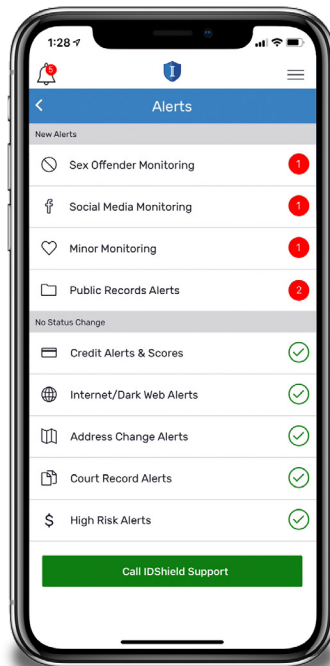 1:28
5
I
Alerts
New Alerts
Sex Offender Monitoring 1
Social Media Monitoring 1
Minor Monitoring 1
Public Records Alerts 2
No Status Change
Credit Alerts & Scores
Internet/Dark Web Alerts
Address Change Alerts
Court Record Alerts
$ High Risk Alerts
Call IDShield Support